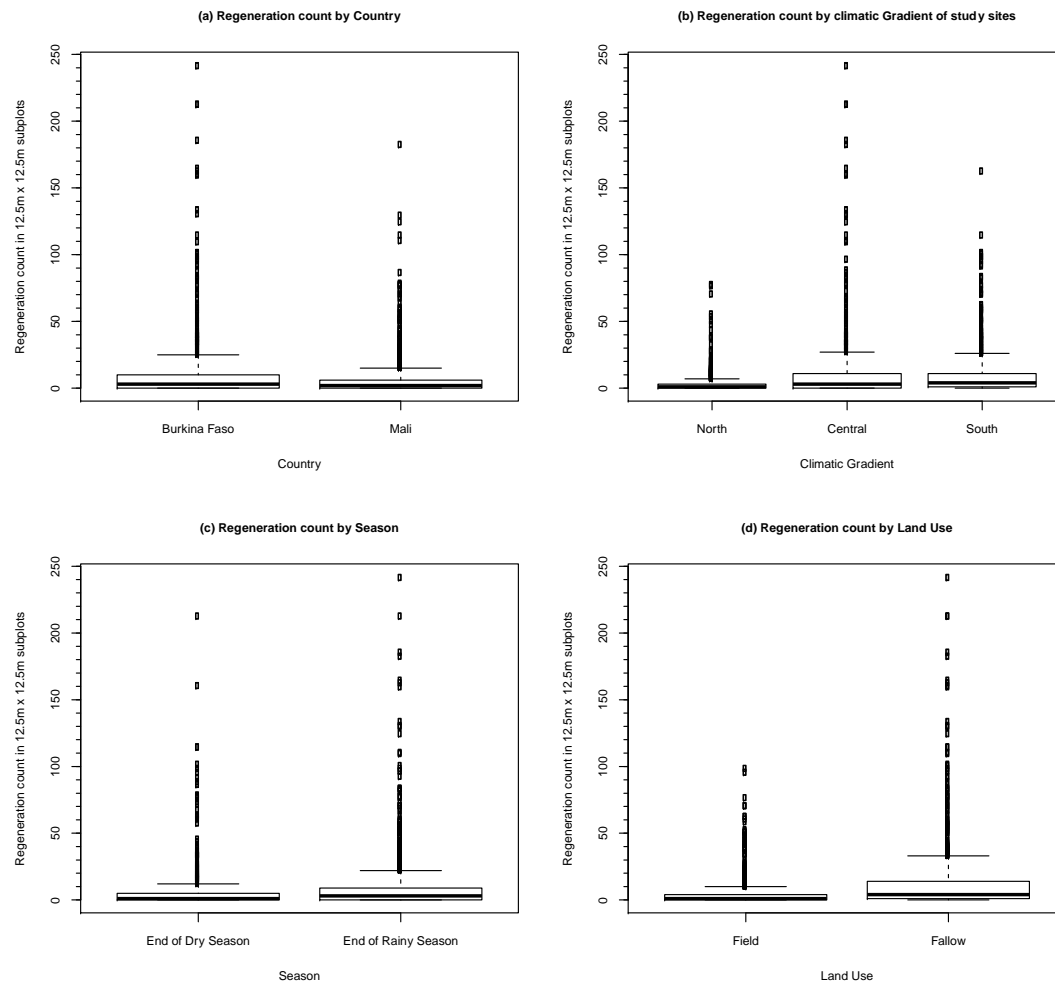 (a) Regeneration count by Country
Regeneration count in 12.5m x 12.5m subplots
250
200
150
100
50
0
Burkina Faso
Mali
Country
(b) Regeneration count by climatic Gradient of study sites
Regeneration count in 12.5m x 12.5m subplots
250
200
150
100
50
0
North
Central
South
Climatic Gradient
(c) Regeneration count by Season
Regeneration count in 12.5m x 12.5m subplots
250
200
150
100
50
0
End of Dry Season
End of Rainy Season
Season
(d) Regeneration count by Land Use
Regeneration count in 12.5m x 12.5m subplots
250
200
150
100
50
0
Field
Fallow
Land Use